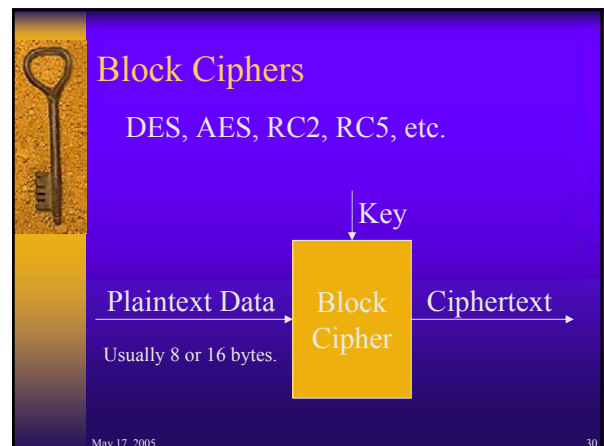 Block Ciphers
DES, AES, RC2, RC5, etc.
Key
Plaintext Data
Block
Cipher
Ciphertext
Usually 8 or 16 bytes.
May 17, 2005
30